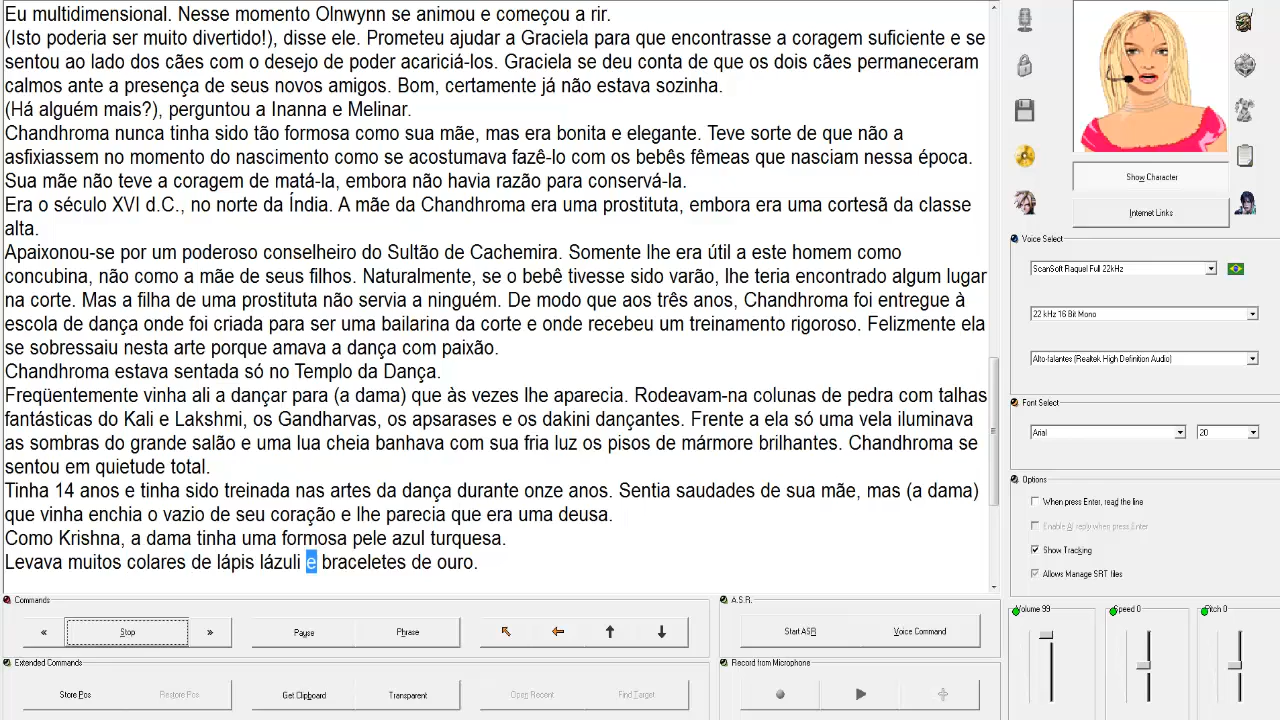 Eu multidimensional. Nesse momento Olnwynn se animou e começou a rir.
(Isto poderia ser muito divertido!), disse ele. Prometeu ajudar a Graciela para que encontrasse a coragem suficiente e se
sentou ao lado dos cães com o desejo de poder acariciá-los. Graciela se deu conta de que os dois cães permaneceram
calmos ante a presença de seus novos amigos. Bom, certamente já não estava sozinha.
(Há alguém mais?), perguntou a Inanna e Melinar.
Chandhroma nunca tinha sido tão formosa como sua mãe, mas era bonita e elegante. Teve sorte de que não a
asfixiassem no momento do nascimento como se acostumava fazê-lo com os bebês fêmeas que nasciam nessa época.
Sua mãe não teve a coragem de matá-la, embora não havia razão para conservá-la.
Era o século XVI d.C., no norte da Índia. A mãe da Chandhroma era uma prostituta, embora era uma cortesã da classe
alta.
Apaixonou-se por um poderoso conselheiro do Sultão de Cachemira. Somente lhe era útil a este homem como
concubina, não como a mãe de seus filhos. Naturalmente, se o bebê tivesse sido varão, lhe teria encontrado algum lugar
na corte. Mas a filha de uma prostituta não servia a ninguém. De modo que aos três anos, Chandhroma foi entregue à
escola de dança onde foi criada para ser uma bailarina da corte e onde recebeu um treinamento rigoroso. Felizmente ela
se sobressaiu nesta arte porque amava a dança com paixão.
Chandhroma estava sentada só no Templo da Dança.
Freqüentemente vinha ali a dançar para (a dama) que às vezes lhe aparecia. Rodeavam-na colunas de pedra com talhas
fantásticas do Kali e Lakshmi, os Gandharvas, os apsarases e os dakini dançantes. Frente a ela só uma vela iluminava
as sombras do grande salão e uma lua cheia banhava com sua fria luz os pisos de mármore brilhantes. Chandhroma se
sentou em quietude total.
Tinha 14 anos e tinha sido treinada nas artes da dança durante onze anos. Sentia saudades de sua mãe, mas (a dama)
que vinha enchia o vazio de seu coração e lhe parecia que era uma deusa.
Como Krishna, a dama tinha uma formosa pele azul turquesa.
Levava muitos colares de lápis lázuli e braceletes de ouro.
Show Character
Internet Links
Voice Select
ScanSoft Raquel Full 22kHz
22 kHz 16 Bit Mono
Alto-falantes (Realtek High Definition Audio)
Font Select
Arial 20
Options
When press Enter, read the line
Enable AI reply when press Enter
Show Tracking
Allows Manage SRT files
Volume 99 Speed 0 Pitch 0
Commands
« Stop » Payse Phrase
A.S.R.
Start ASR Voice Command
Extended Commands
Store Pos Restore Pos Get Clipboard Transparent Open Recent Find Target
Record from Microphone